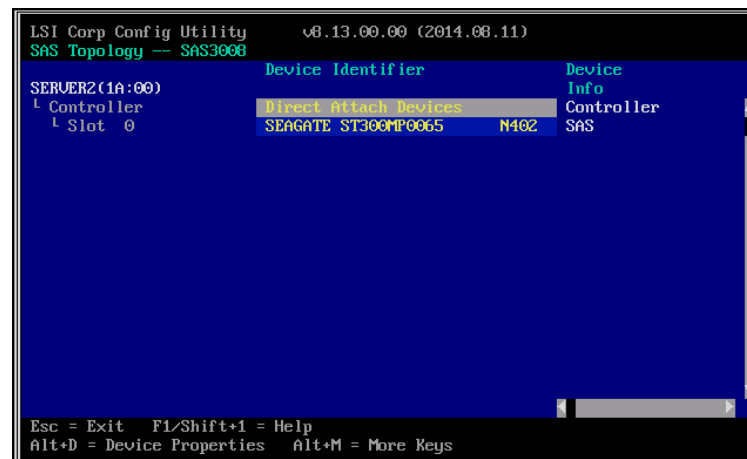 LSI Corp Config Utility v8.13.00.00 (2014.08.11)
SAS Topology -- SAS3008
Device Identifier Device
SERVER2(1A:00) Info
Controller Direct Attach Devices Controller
Slot 0 SEAGATE ST300MP0065 N402 SAS
Esc = Exit F1/Shift+1 = Help
Alt+D = Device Properties Alt+M = More Keys